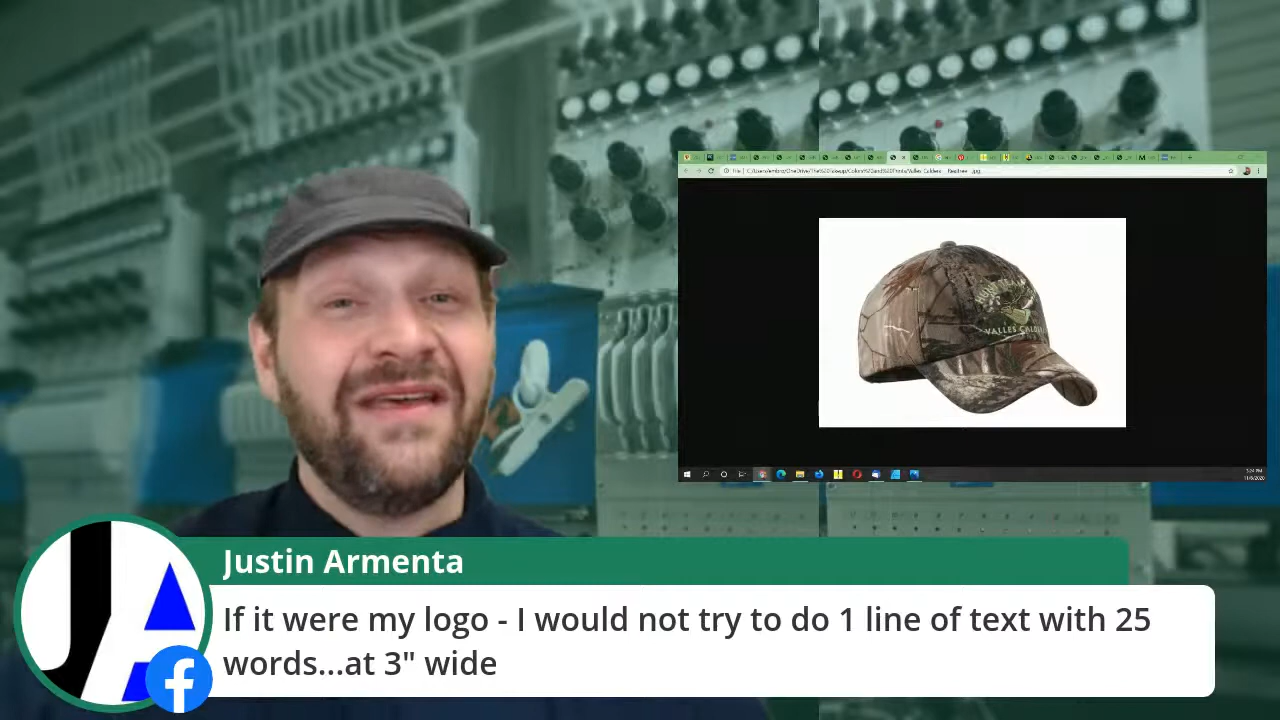 VALLES CALDERA
Justin Armenta
If it were my logo - I would not try to do 1 line of text with 25
words...at 3" wide